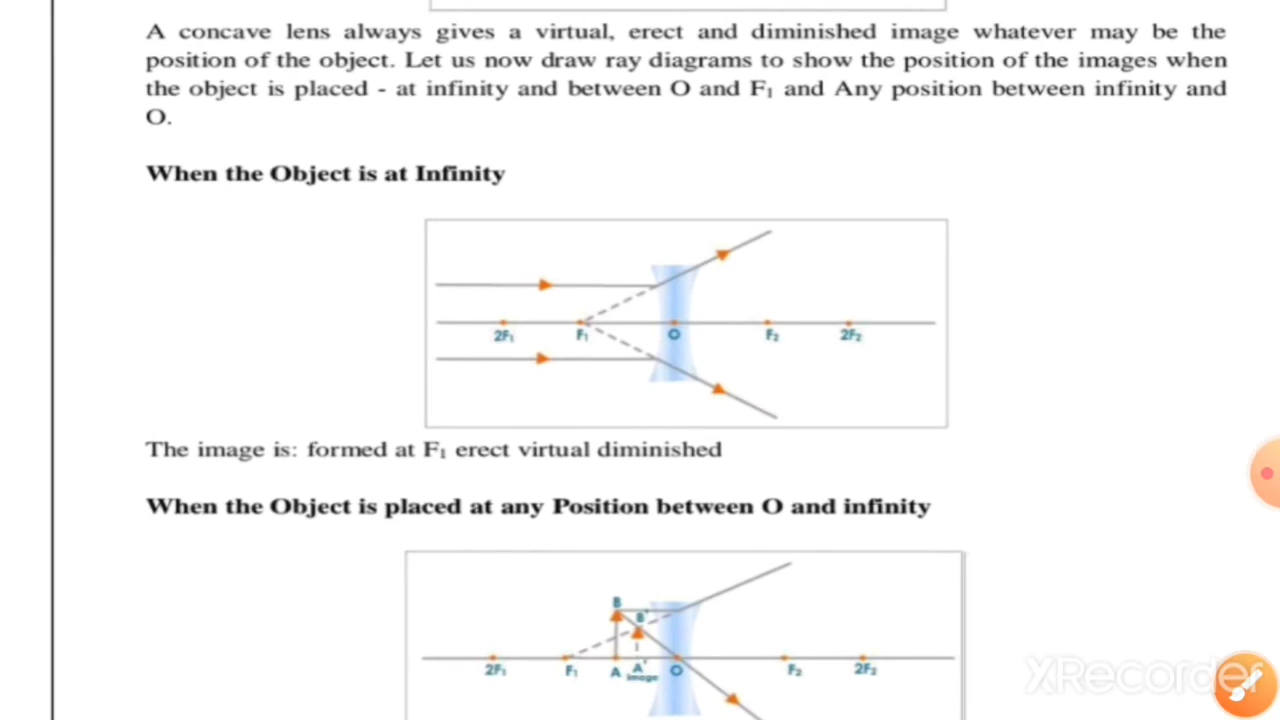 A concave lens always gives a virtual, erect and diminished image whatever may be the
position of the object. Let us now draw ray diagrams to show the position of the images when
the object is placed - at infinity and between O and F₁ and Any position between infinity and
O.
When the Object is at Infinity
2F₁ F₁ O F₂ 2F₂
The image is: formed at F₁ erect virtual diminished
When the Object is placed at any Position between O and infinity
B
B'
2F₁ F₁ A A' O F₂ 2F₂
image
XRecorder